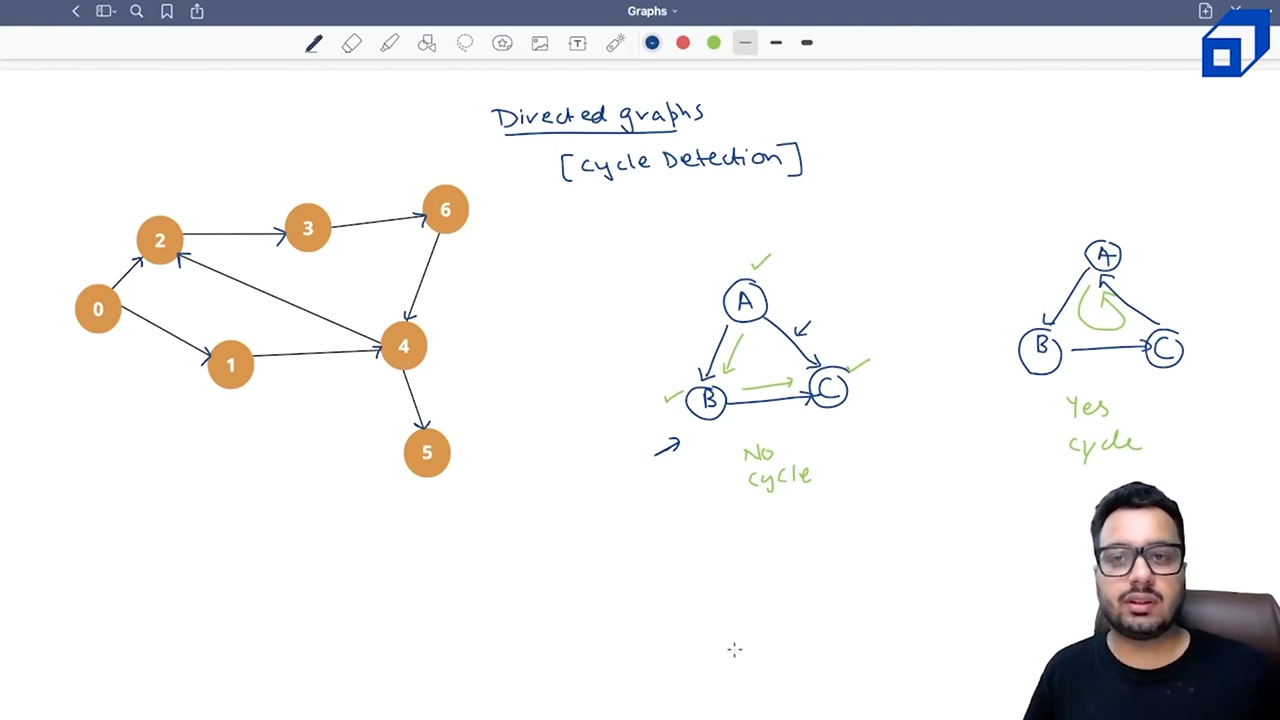 Graphs
T
Directed graphs
[Cycle Detection]
6
3
2
0
1
4
5
A
B
C
No
cycle
A
B
C
Yes
cycle